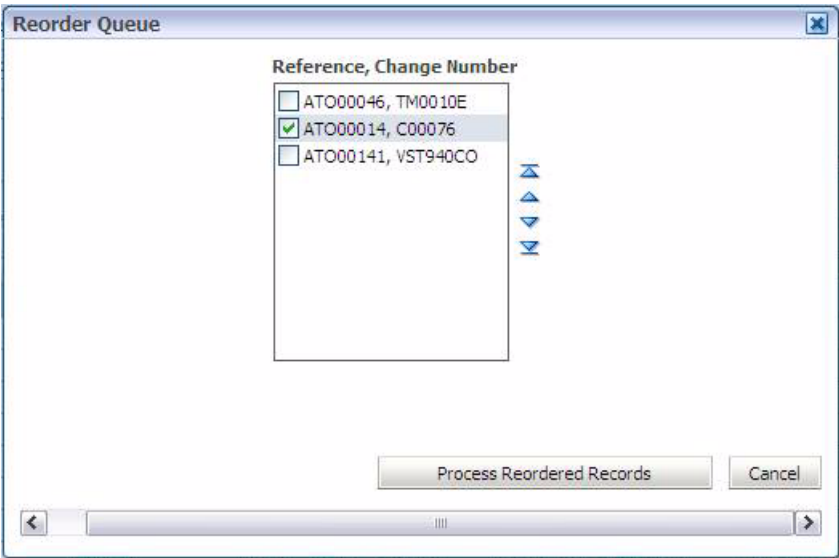 Reorder Queue
Reference, Change Number
ATO00046, TM0010E
ATO00014, C00076
ATO00141, VST940CO
Process Reordered Records
Cancel